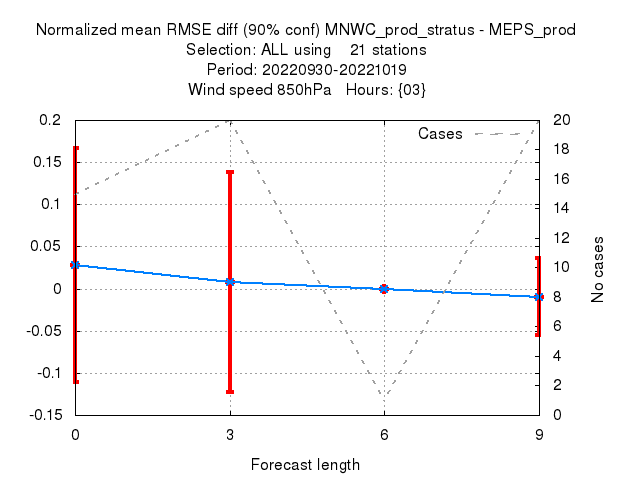 Normalized mean RMSE diff (90% conf) MNWC_prod_stratus - MEPS_prod
Selection: ALL using 21 stations
Period: 20220930-20221019
Wind speed 850hPa Hours: {03}
Cases
0.2
0.15
0.1
0.05
0
-0.05
-0.1
-0.15
20
18
16
14
12
10
8
6
4
2
0
No cases
0 3 6 9
Forecast length